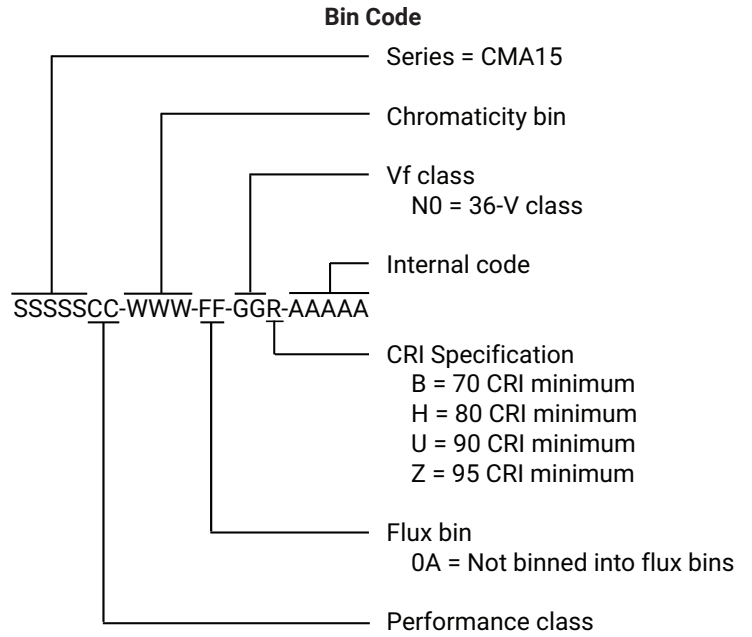 Bin Code
Series = CMA15
Chromaticity bin
Vf class
N0 = 36-V class
Internal code
SSSSSCC-WWW-FF-GGR-AAAAA
CRI Specification
B = 70 CRI minimum
H = 80 CRI minimum
U = 90 CRI minimum
Z = 95 CRI minimum
Flux bin
0A = Not binned into flux bins
Performance class